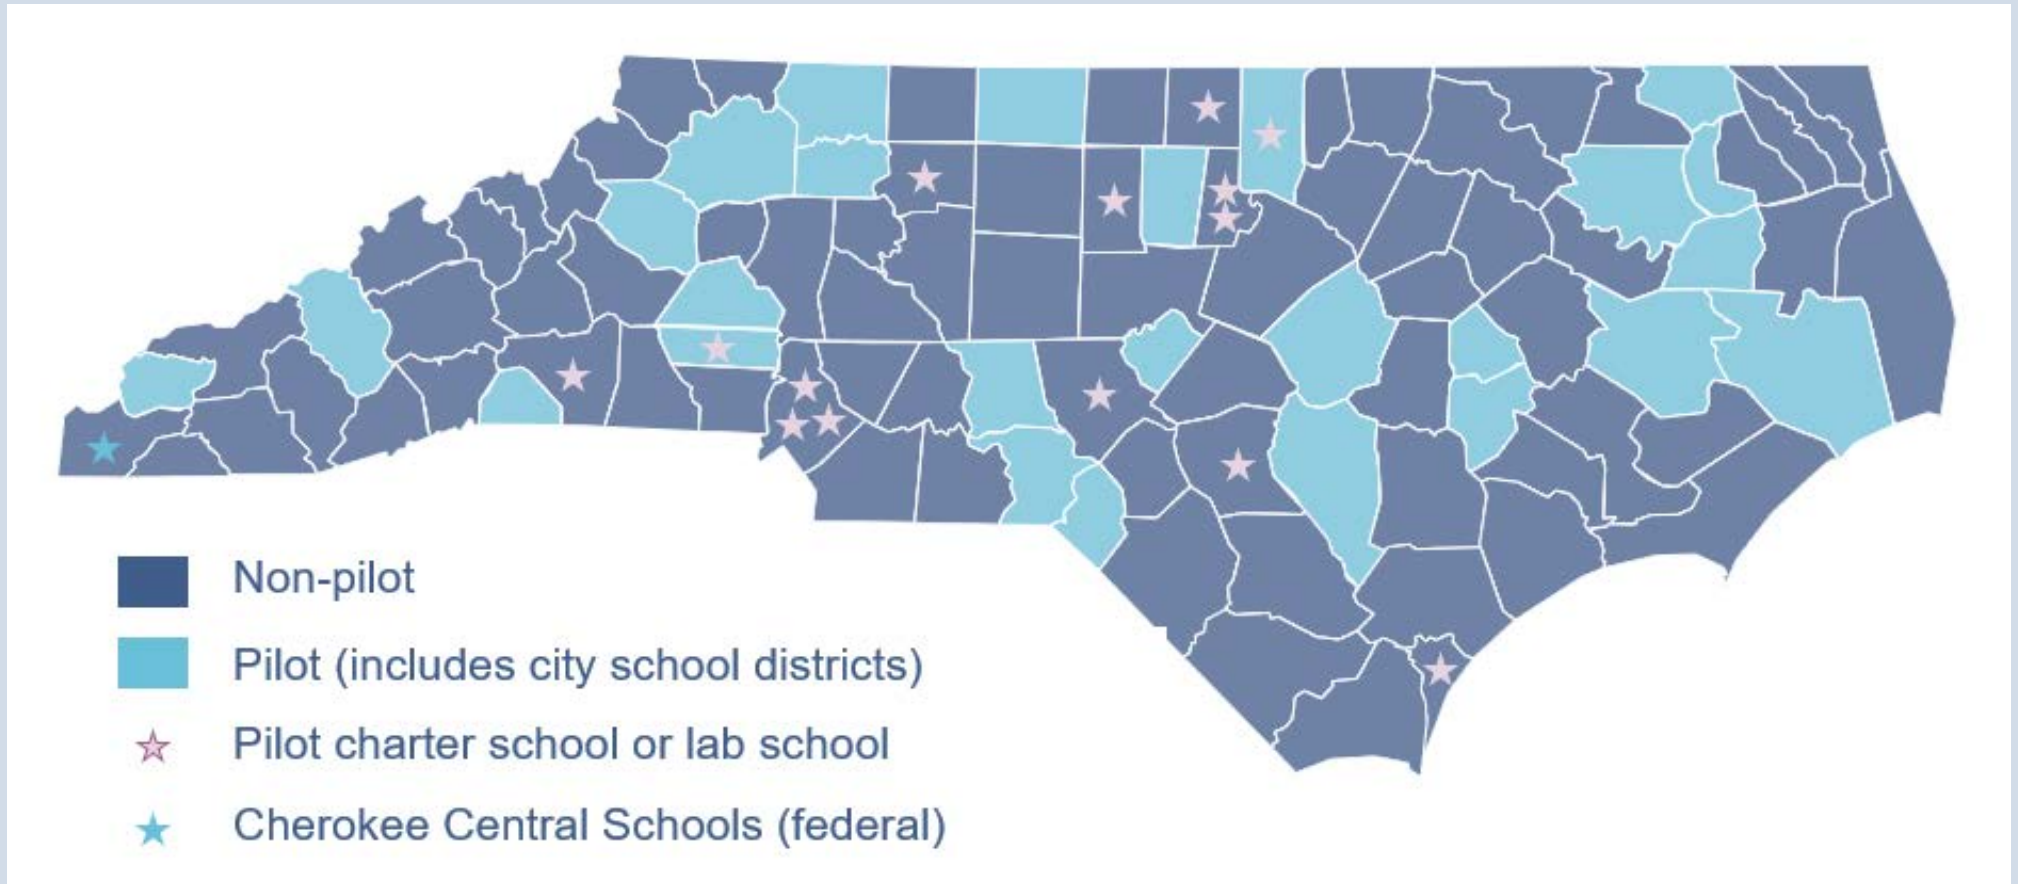 Non-pilot
Pilot (includes city school districts)
Pilot charter school or lab school
Cherokee Central Schools (federal)